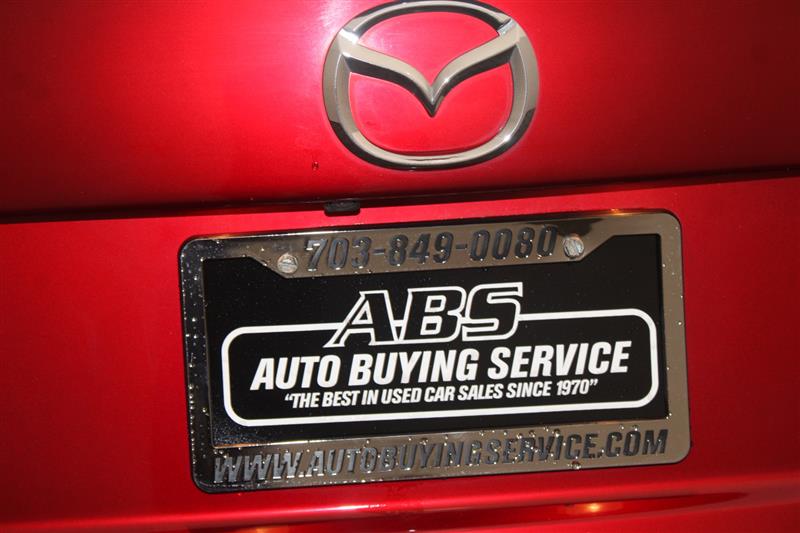 703-849-0080
ABS
AUTO BUYING SERVICE
"THE BEST IN USED CAR SALES SINCE 1970"
WWW.AUTOBUYINGSERVICE.COM